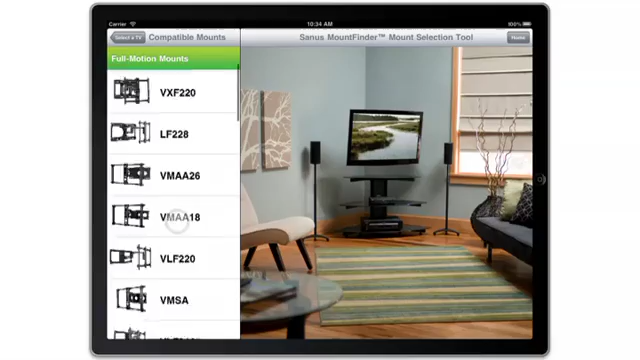 Carrier
10:34 AM
100%
Select a TV
Compatible Mounts
Sanus MountFinder™ Mount Selection Tool
Home
Full-Motion Mounts
VXF220
LF228
VMAA26
VMAA18
VLF220
VMSA